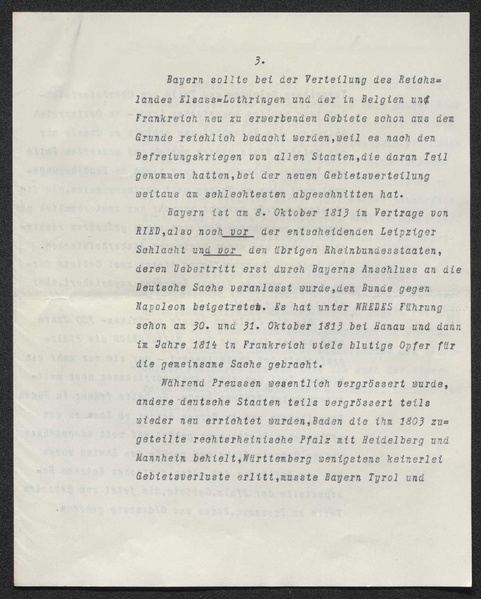 3.
Bayern sollte bei der Verteilung des Reichs=
landes Elsass=Lothringen und der in Belgien und
Frankreich neu zu erwerbenden Gebiete schon aus dem
Grunde reichlich bedacht werden,weil es nach den
Befreiungskriegen von allen Staaten,die daran Teil
genommen hatten,bei der neuen Gebietsverteilung
weitaus am schlechtesten abgeschnitten hat.
Bayern ist am 8. Oktober 1813 im Vertrage von
RIED,also noch vor der entscheidenden Leipziger
Schlacht und vor den übrigen Rheinbundesstaaten,
deren Uebertritt erst durch Bayerns Anschluss an die
Deutsche Sache veranlasst wurde,dem Bunde gegen
Napoleon beigetreten. Es hat unter WREDES Führung
schon am 30. und 31. Oktober 1813 bei Hanau und dann
im Jahre 1814 in Frankreich viele blutige Opfer für
die gemeinsame Sache gebracht.
Während Preussen wesentlich vergrössert wurde,
andere deutsche Staaten teils vergrössert teils
wieder neu errichtet wurden,Baden die ihm 1803 zu=
geteilte rechtsrheinische Pfalz mit Heidelberg und
Mannheim behielt,Württemberg wenigstens keinerlei
Gebietsverluste erlitt,musste Bayern Tyrol und